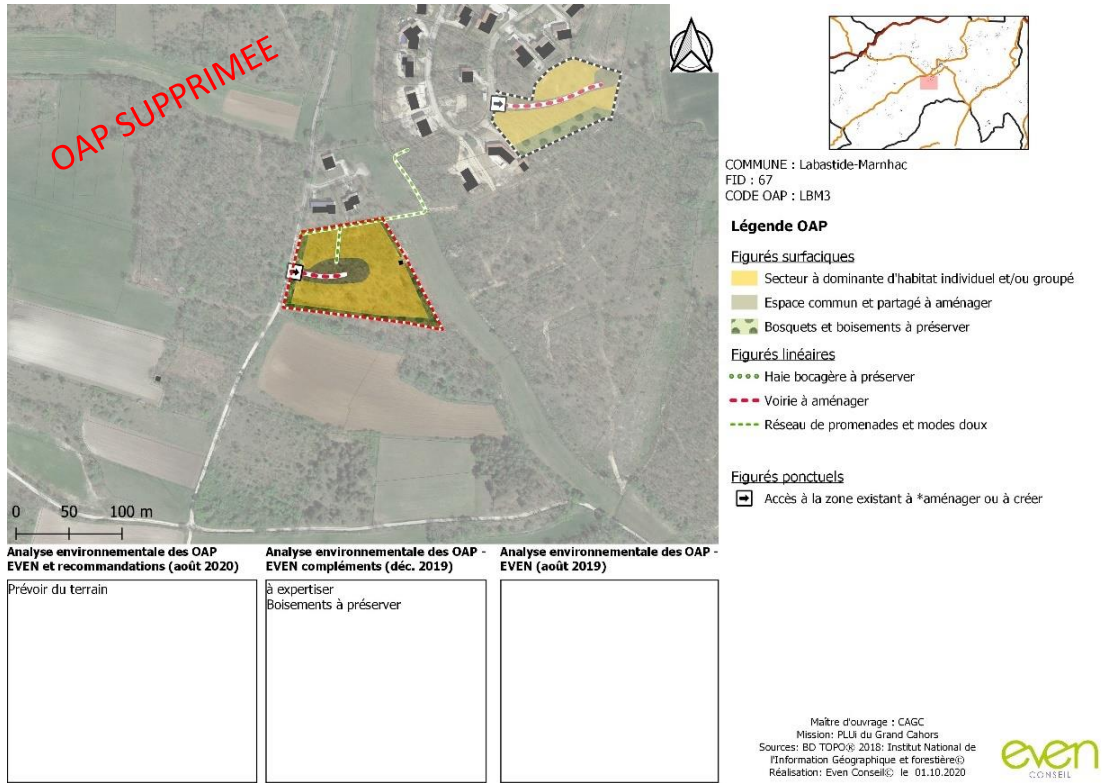 OAP SUPPRIMEE
0 50 100 m
COMMUNE : Labastide-Marnhac
FID : 67
CODE OAP : LBM3
Légende OAP
Figurés surfaciques
Secteur à dominante d'habitat individuel et/ou groupé
Espace commun et partagé à aménager
Bosquets et boisements à préserver
Figurés linéaires
Haie bocagère à préserver
Voirie à aménager
Réseau de promenades et modes doux
Figurés ponctuels
Accès à la zone existant à *aménager ou à créer
Analyse environnementale des OAP
EVEN et recommandations (août 2020)
Prévoir du terrain
Analyse environnementale des OAP -
EVEN compléments (déc. 2019)
à expertiser
Boisements à préserver
Analyse environnementale des OAP -
EVEN (août 2019)
Maître d'ouvrage : CAGC
Mission: PLUi du Grand Cahors
Sources: BD TOPO® 2018: Institut National de
l'Information Géographique et forestière©
Réalisation: Even Conseil© le 01.10.2020
even
CONSEIL